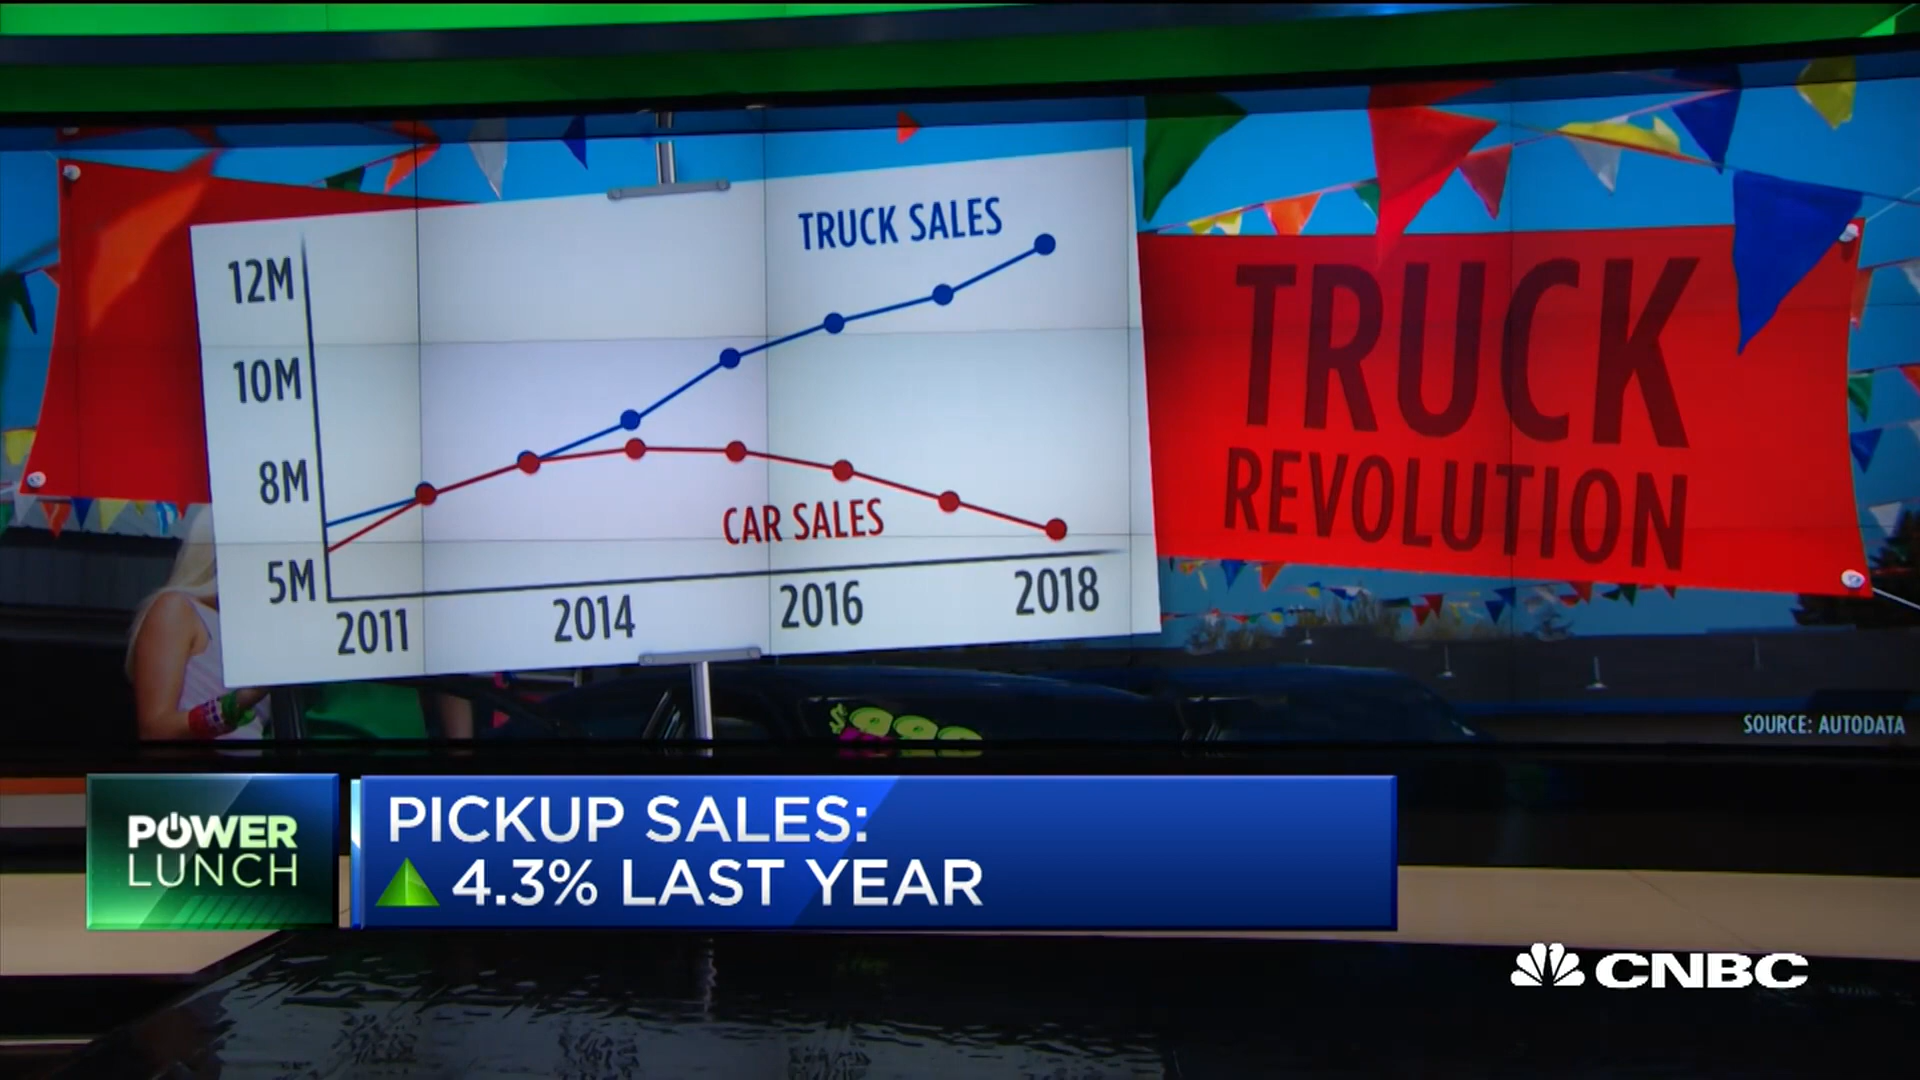 TRUCK SALES
12M
10M
8M
5M
CAR SALES
2011
2014
2016
2018
TRUCK
REVOLUTION
SOURCE: AUTODATA
POWER
LUNCH
PICKUP SALES:
4.3% LAST YEAR
CNBC